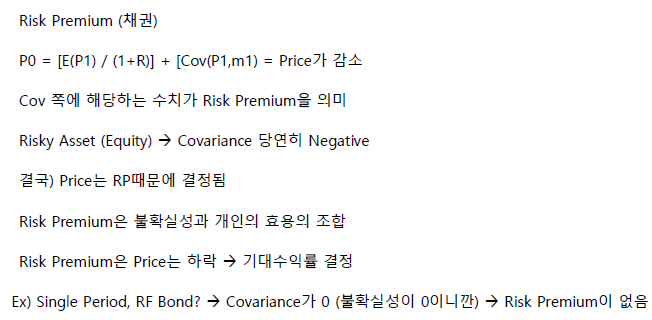 Risk Premium (채권)
P0 = [E(P1) / (1+R)] + [Cov(P1,m1) = Price가 감소
Cov 쪽에 해당하는 수치가 Risk Premium을 의미
Risky Asset (Equity) → Covariance 당연히 Negative
결국) Price는 RP때문에 결정됨
Risk Premium은 불확실성과 개인의 효용의 조합
Risk Premium은 Price는 하락 → 기대수익률 결정
Ex) Single Period, RF Bond? → Covariance가 0 (불확실성이 0이니깐) → Risk Premium이 없음